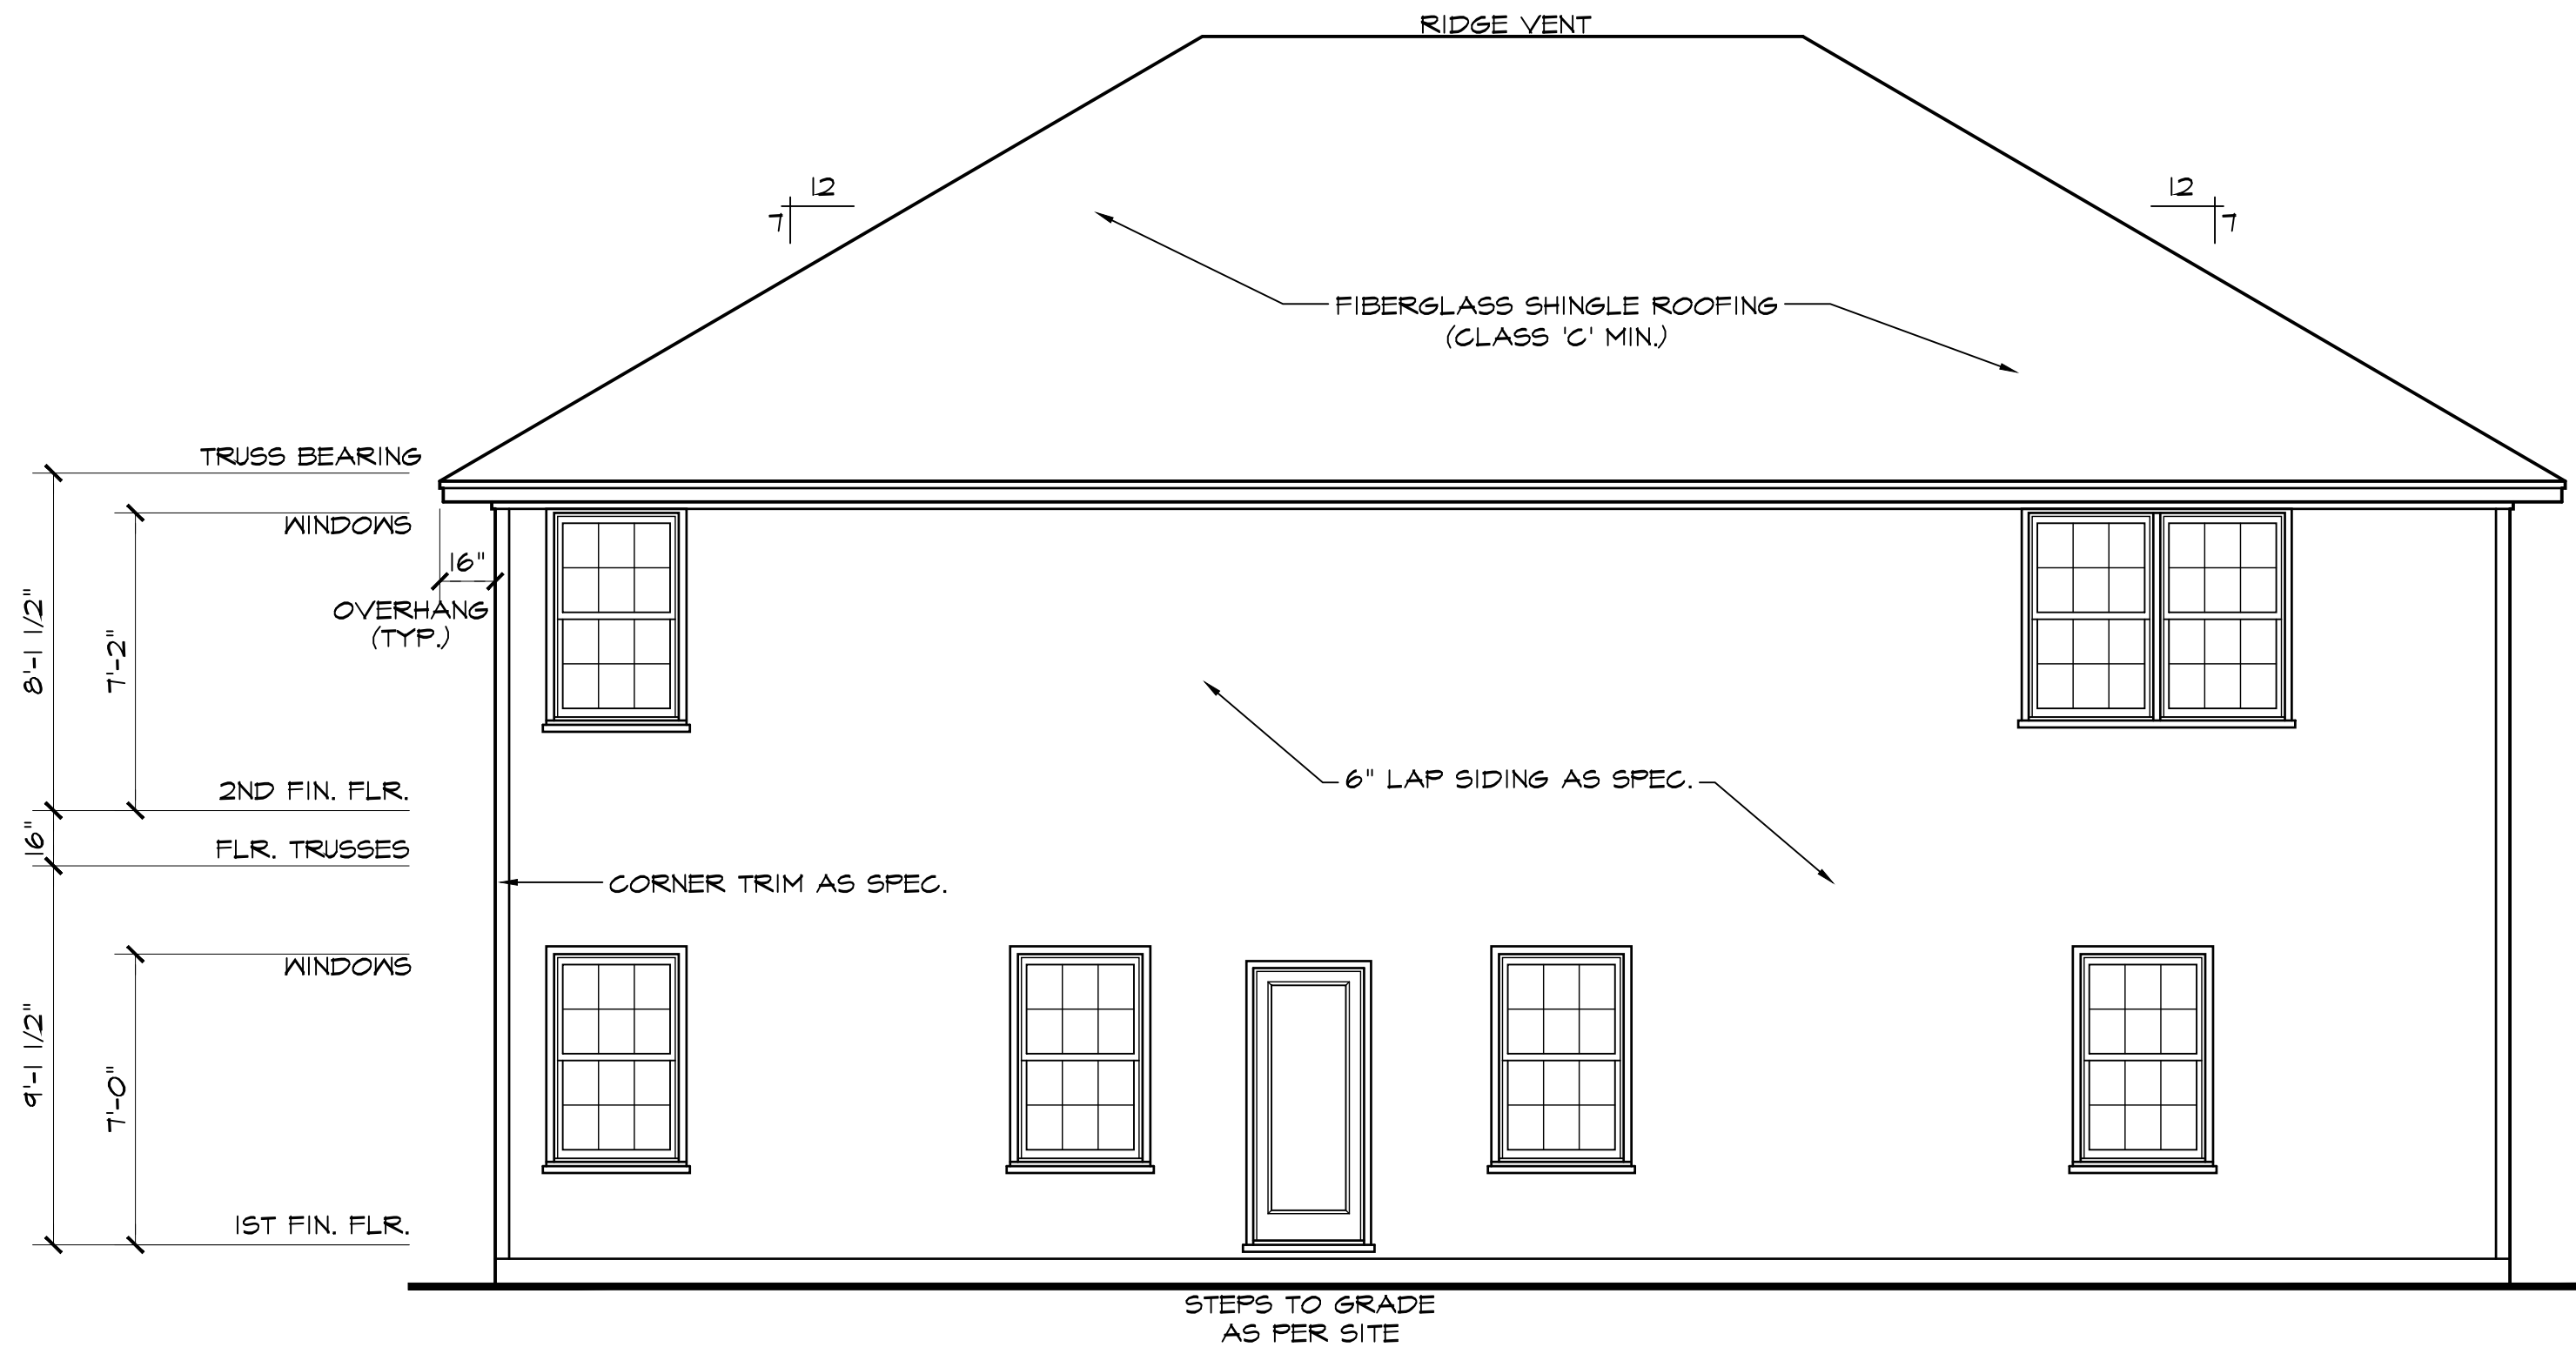 RIDGE VENT
12
7
12
7
FIBERGLASS SHINGLE ROOFING
(CLASS 'C' MIN.)
TRUSS BEARING
WINDOWS
16"
OVERHANG
(TYP.)
8'-1 1/2"
7'-2"
6" LAP SIDING AS SPEC.
2ND FIN. FLR.
16"
FLR. TRUSSES
CORNER TRIM AS SPEC.
WINDOWS
9'-1 1/2"
7'-0"
1ST FIN. FLR.
STEPS TO GRADE
AS PER SITE